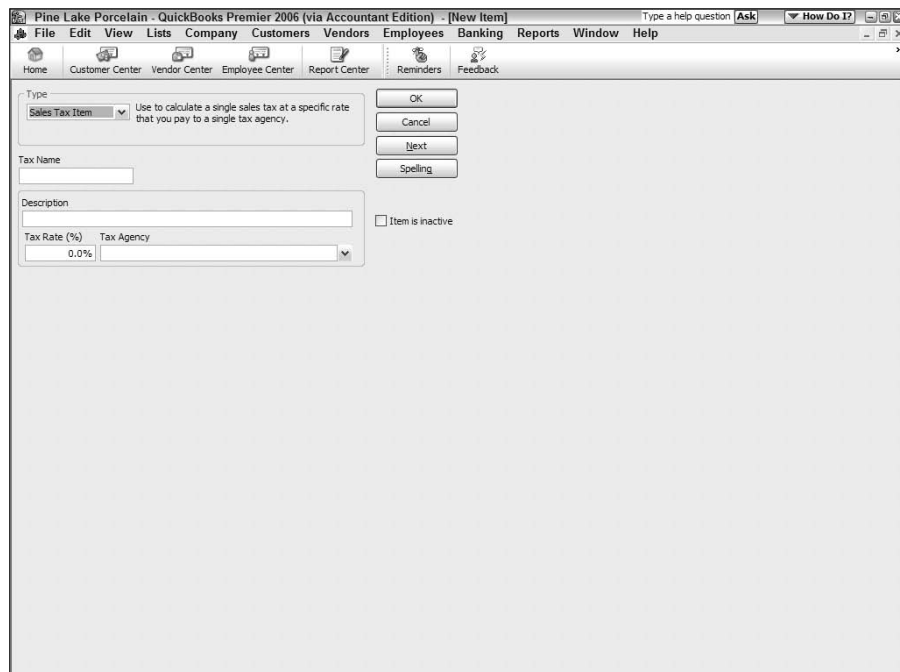 Pine Lake Porcelain - QuickBooks Premier 2006 (via Accountant Edition) - [New Item]
Type a help question Ask
How Do I?
File Edit View Lists Company Customers Vendors Employees Banking Reports Window Help
Home Customer Center Vendor Center Employee Center Report Center Reminders Feedback
Type
Sales Tax Item
Use to calculate a single sales tax at a specific rate
that you pay to a single tax agency.
OK
Cancel
Next
Spelling
Tax Name
Description
Item is inactive
Tax Rate (%) Tax Agency
0.0%